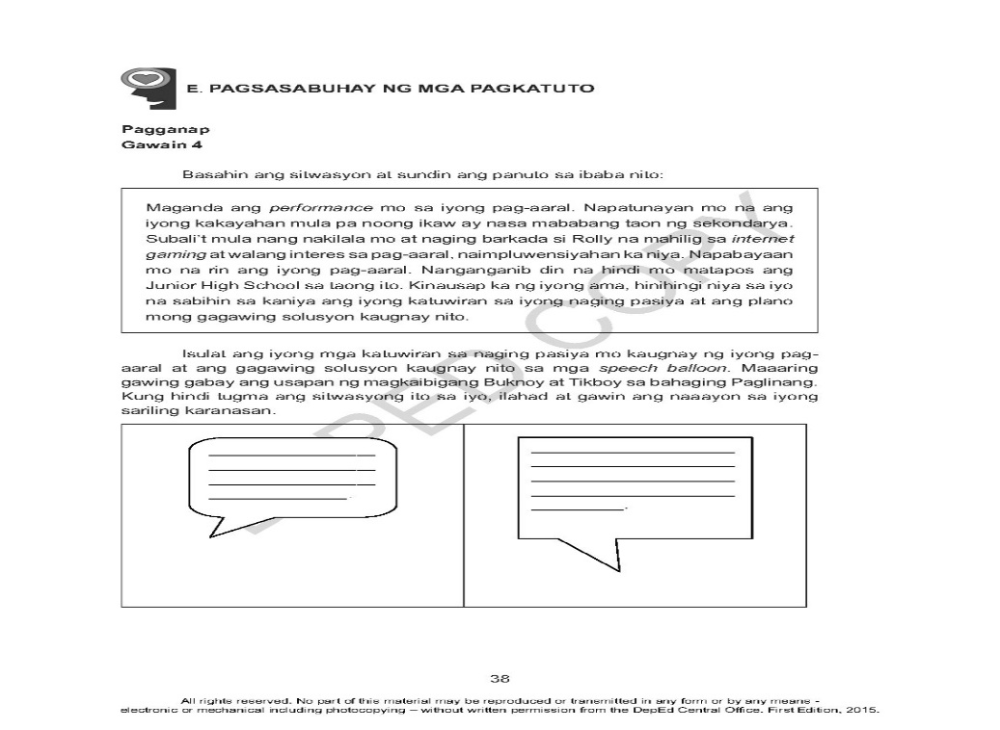 E. PAGSASABUHAY NG MGA PAGKATUTO
Pagganap
Gawain 4
Basahin ang sitwasyon at sundin ang panuto sa ibaba nito:
Maganda ang performance mo sa iyong pag-aaral. Napatunayan mo na ang
iyong kakayahan mula pa noong ikaw ay nasa mababang taon ng sekondarya.
Subali't mula nang nakilala mo at naging barkada si Rolly na mahilig sa internet
gaming at walang interes sa pag-aaral, naimpluwensiyahan ka niya. Napabayaan
mo na rin ang iyong pag-aaral. Nanganganib din na hindi mo matapos ang
Junior High School sa taong ito. Kinausap ka ng iyong ama, hinihingi niya sa iyo
na sabihin sa kaniya ang iyong katuwiran sa iyong naging pasiya at ang plano
mong gagawing solusyon kaugnay nito.
Isulat ang iyong mga katuwiran sa naging pasiya mo kaugnay ng iyong pag-
aaral at ang gagawing solusyon kaugnay nito sa mga speech balloon. Maaaring
gawing gabay ang usapan ng magkaibigang Buknoy at Tikboy sa bahaging Paglinang.
Kung hindi tugma ang sitwasyong ito sa iyo, ilahad at gawin ang naaayon sa iyong
sariling karanasan.
DEPED COPY
38
All rights reserved. No part of this material may be reproduced or transmitted in any form or by any means -
electronic or mechanical including photocopying – without written permission from the DepEd Central Office. First Edition, 2015.